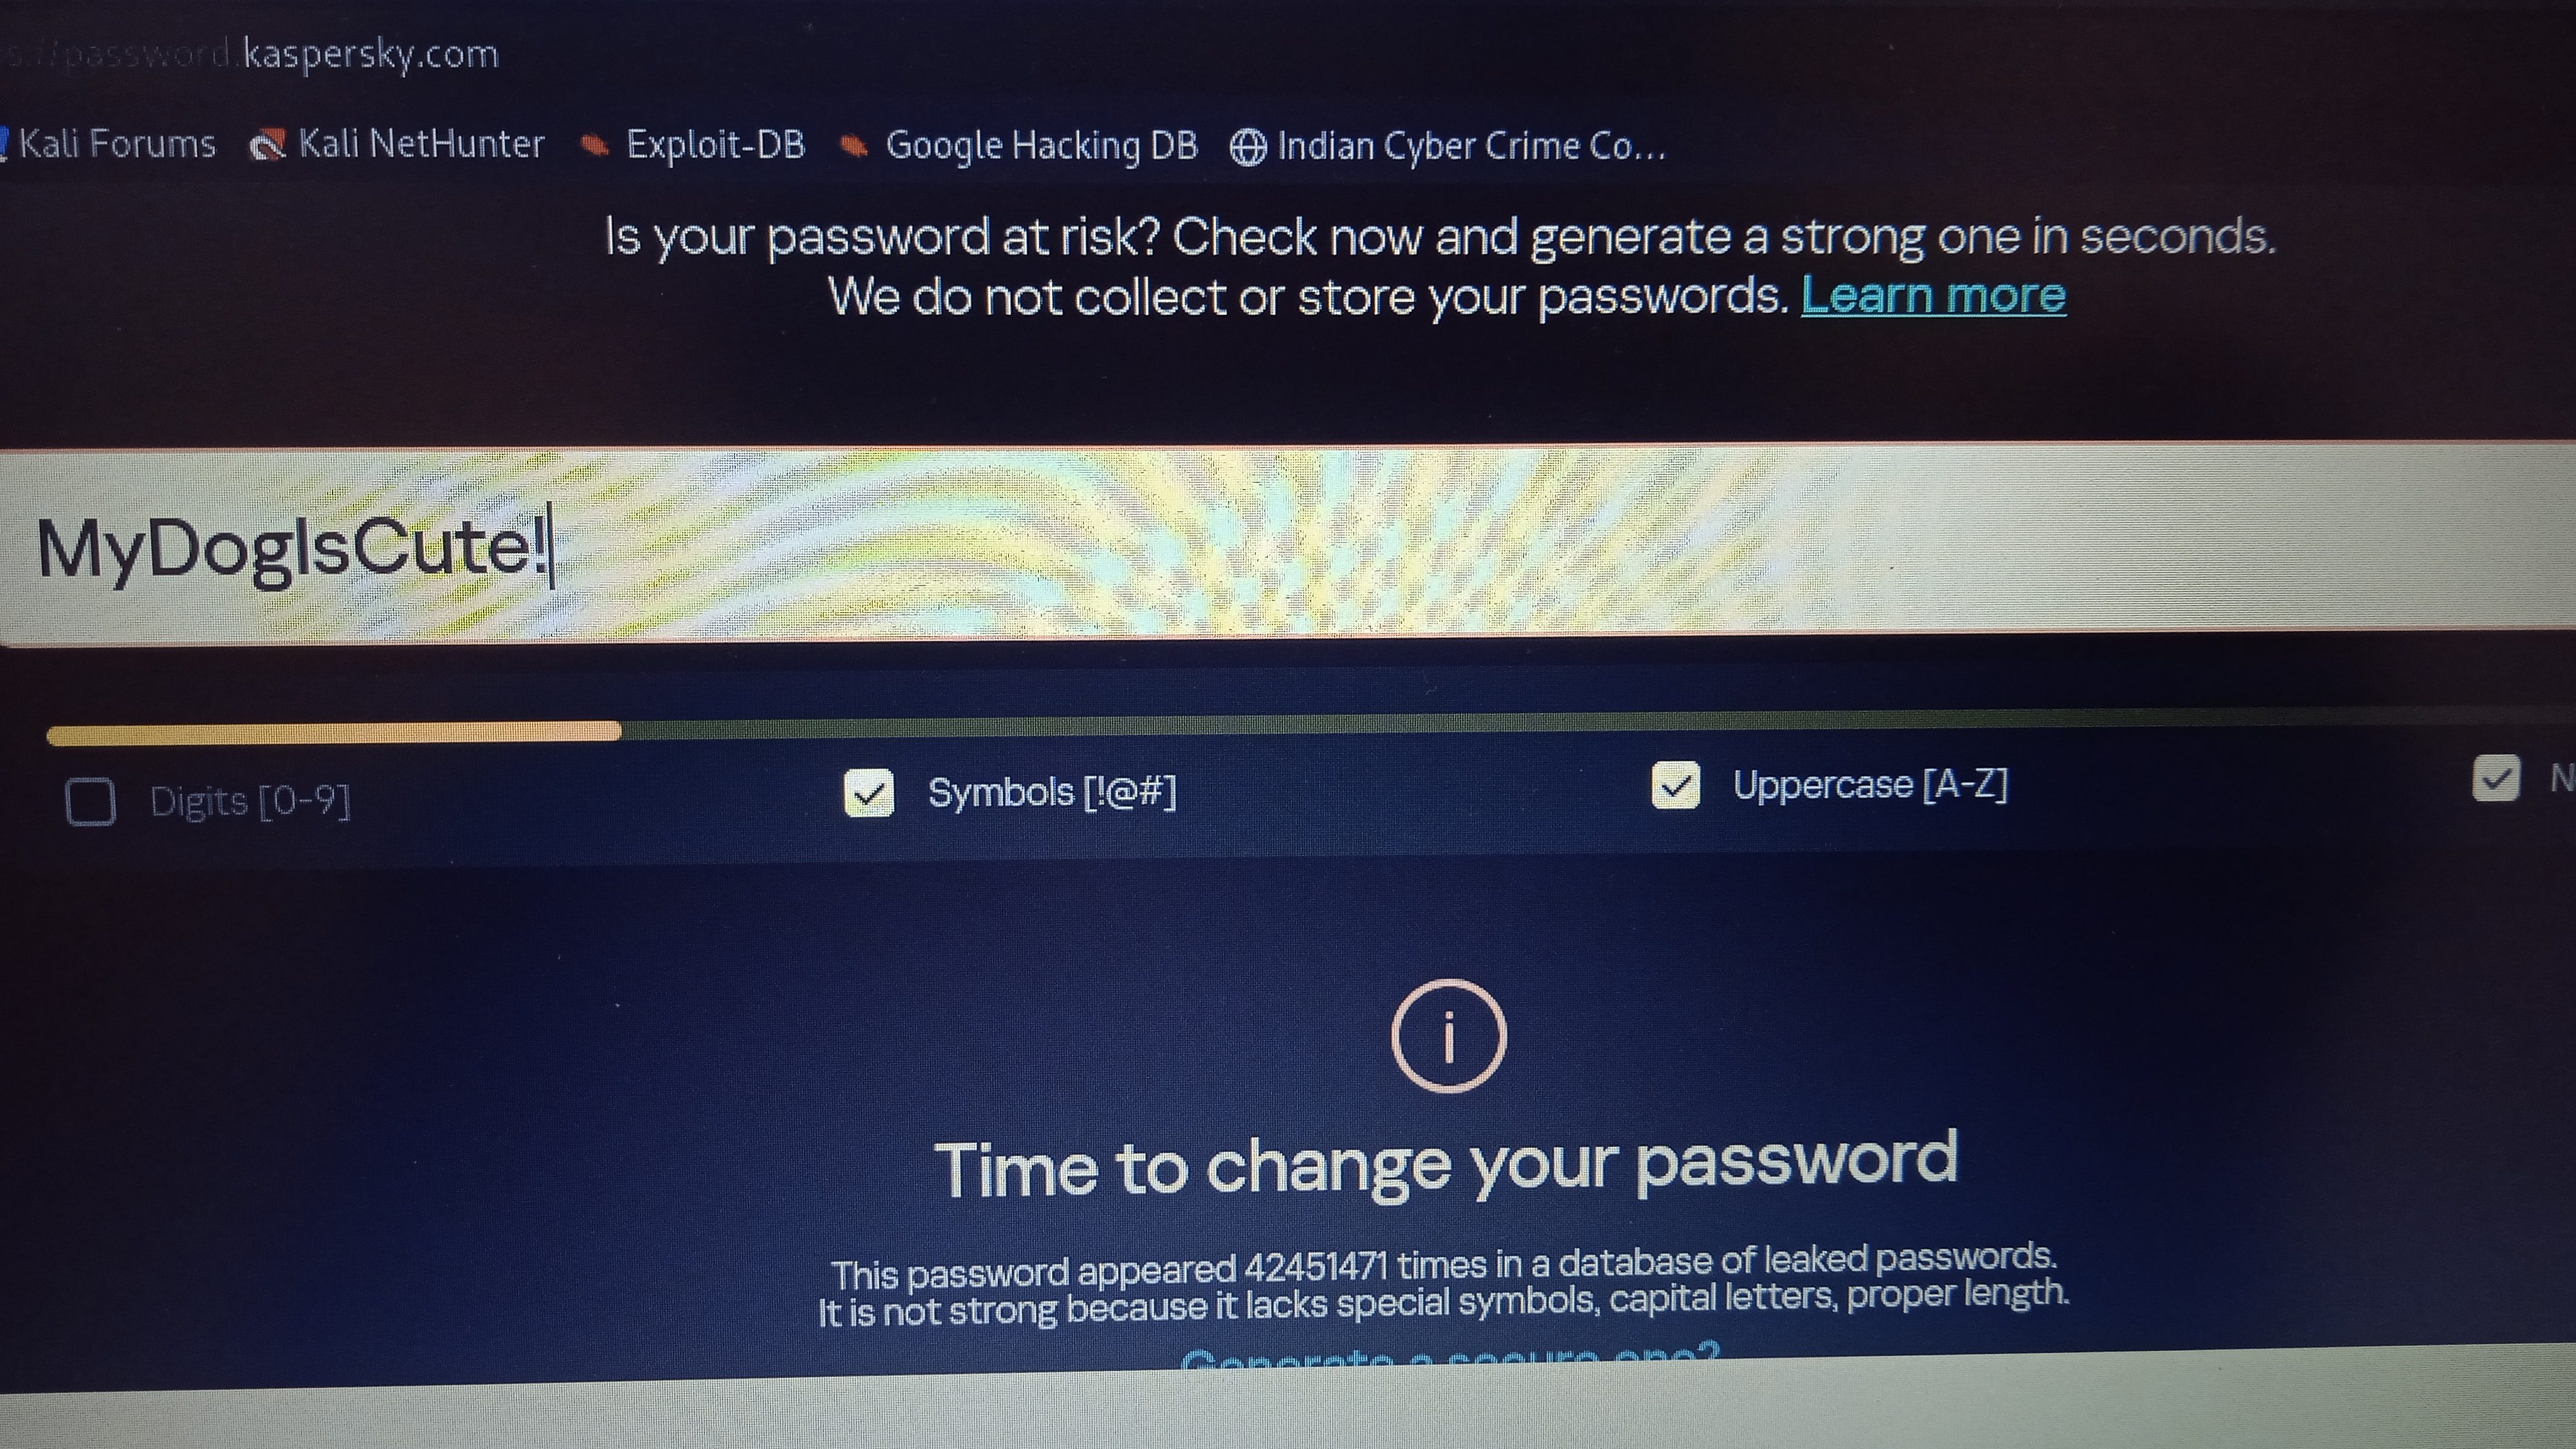 s://password.kaspersky.com
Kali Forums Kali NetHunter Exploit-DB Google Hacking DB Indian Cyber Crime Co...
Is your password at risk? Check now and generate a strong one in seconds.
We do not collect or store your passwords. Learn more
MyDogIsCute!
Digits [0-9] Symbols [!@#] Uppercase [A-Z] N
i
Time to change your password
This password appeared 42451471 times in a database of leaked passwords.
It is not strong because it lacks special symbols, capital letters, proper length.
Generate a secure one?